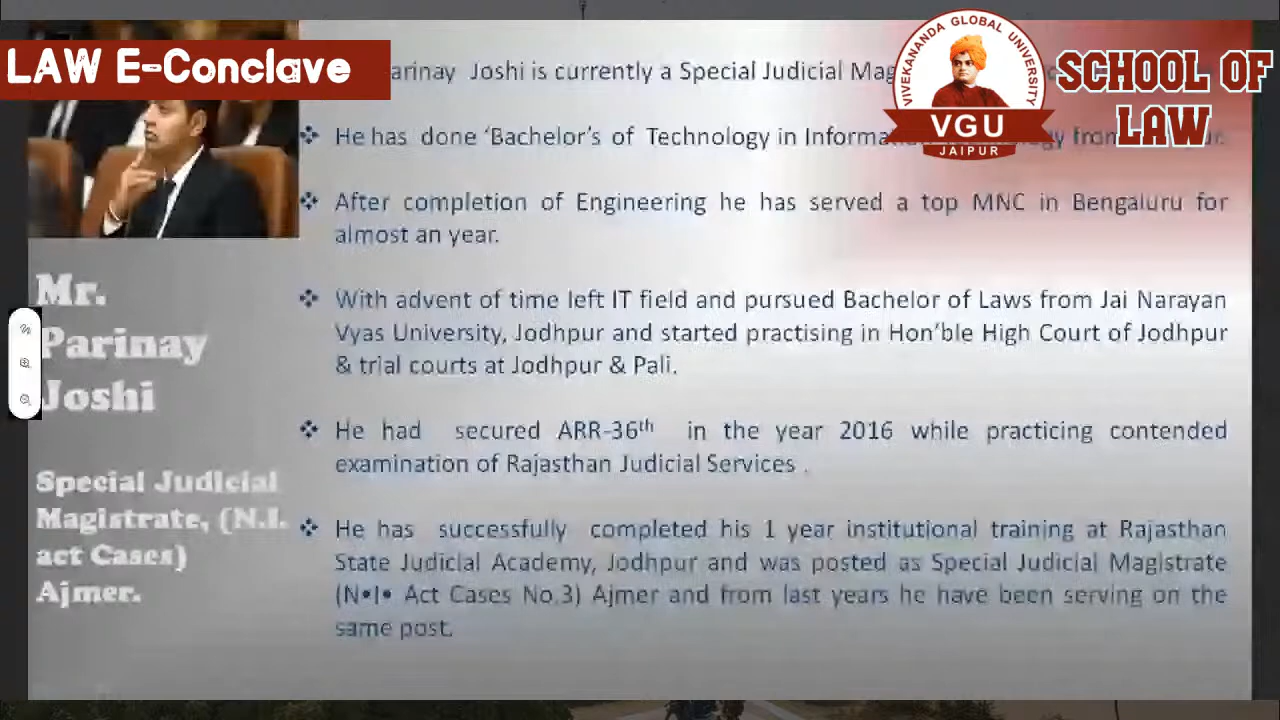 LAW E-Conclave
VIVEKANANDA GLOBAL UNIVERSITY
VGU
JAIPUR
SCHOOL OF
LAW
arinay Joshi is currently a Special Judicial Mag
❖ He has done ‘Bachelor’s of Technology in Informa
❖ After completion of Engineering he has served a top MNC in Bengaluru for
almost an year.
❖ With advent of time left IT field and pursued Bachelor of Laws from Jai Narayan
Vyas University, Jodhpur and started practising in Hon’ble High Court of Jodhpur
& trial courts at Jodhpur & Pali.
❖ He had secured ARR-36th in the year 2016 while practicing contended
examination of Rajasthan Judicial Services .
❖ He has successfully completed his 1 year institutional training at Rajasthan
State Judicial Academy, Jodhpur and was posted as Special Judicial Magistrate
(N•I• Act Cases No.3) Ajmer and from last years he have been serving on the
same post.
Mr.
Parinay
Joshi
Special Judicial
Magistrate, (N.I.
act Cases)
Ajmer.